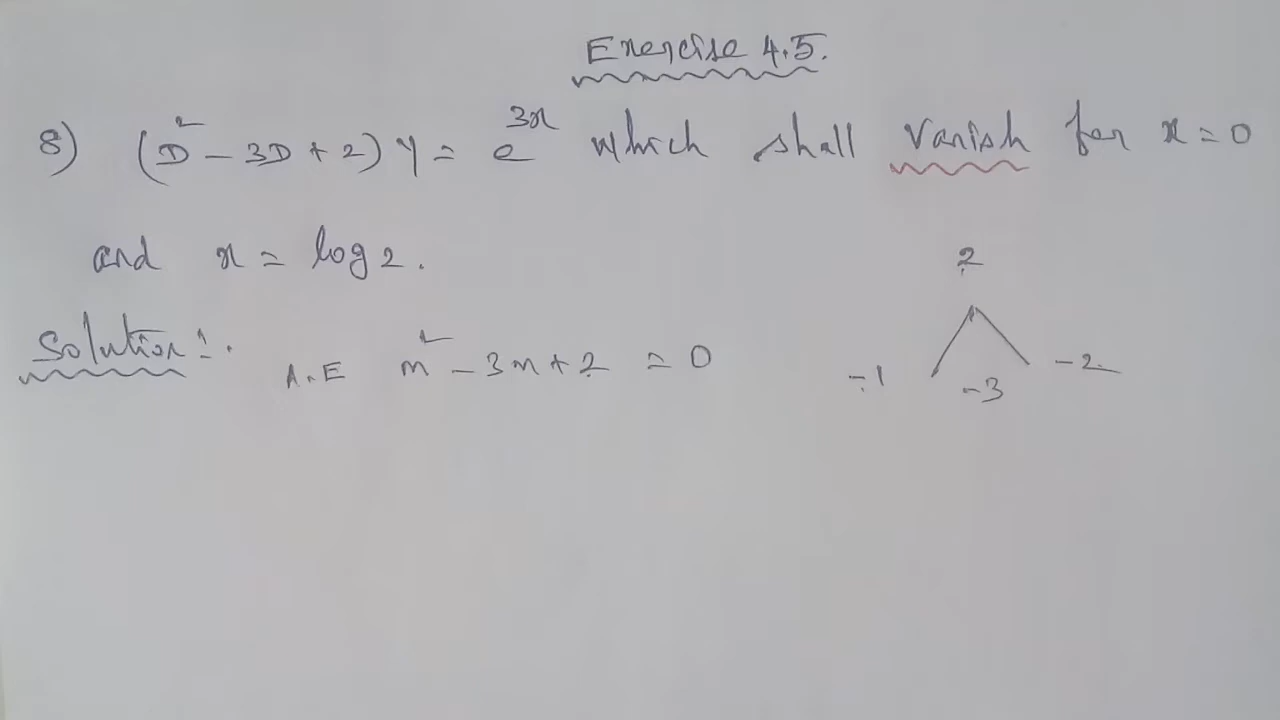 Exercise 4.5.
8) (D² - 3D + 2) y = e³ˣ which shall vanish for x = 0
and x = log 2.
2
Solution:.
A.E m² - 3m + 2 = 0
-1 -3 -2